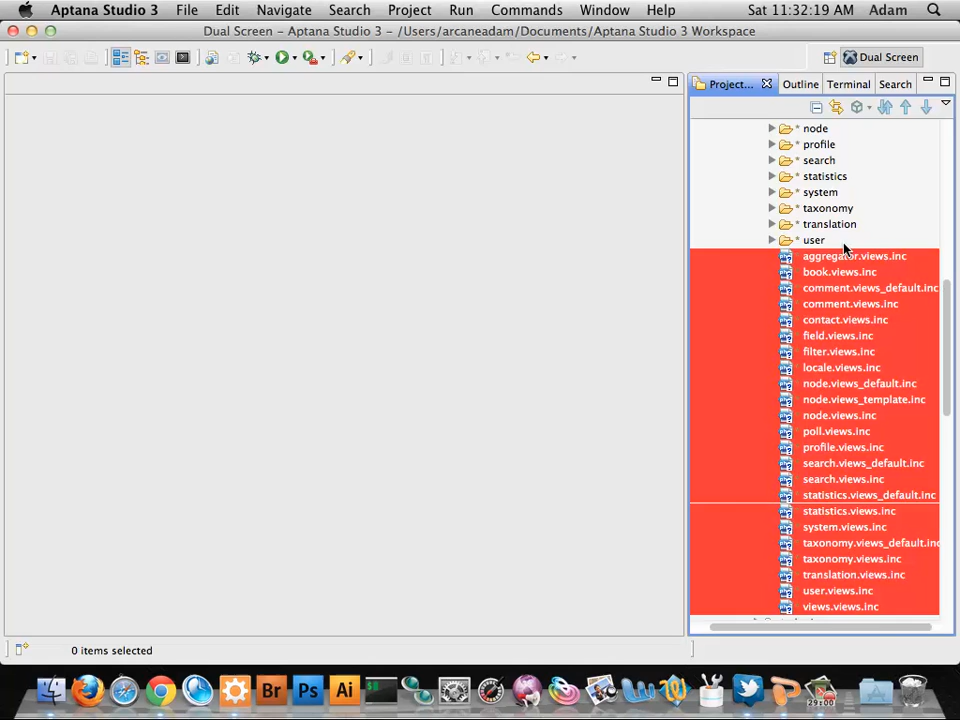 Aptana Studio 3 File Edit Navigate Search Project Run Commands Window Help Sat 11:32:19 AM Adam
Dual Screen – Aptana Studio 3 – /Users/arcaneadam/Documents/Aptana Studio 3 Workspace
Dual Screen
Project... Outline Terminal Search
* node
* profile
* search
* statistics
* system
* taxonomy
* translation
* user
aggregator.views.inc
book.views.inc
comment.views_default.inc
comment.views.inc
contact.views.inc
field.views.inc
filter.views.inc
locale.views.inc
node.views_default.inc
node.views_template.inc
node.views.inc
poll.views.inc
profile.views.inc
search.views_default.inc
search.views.inc
statistics.views_default.inc
statistics.views.inc
system.views.inc
taxonomy.views_default.inc
taxonomy.views.inc
translation.views.inc
user.views.inc
views.views.inc
0 items selected
Br Ps Ai
29:00